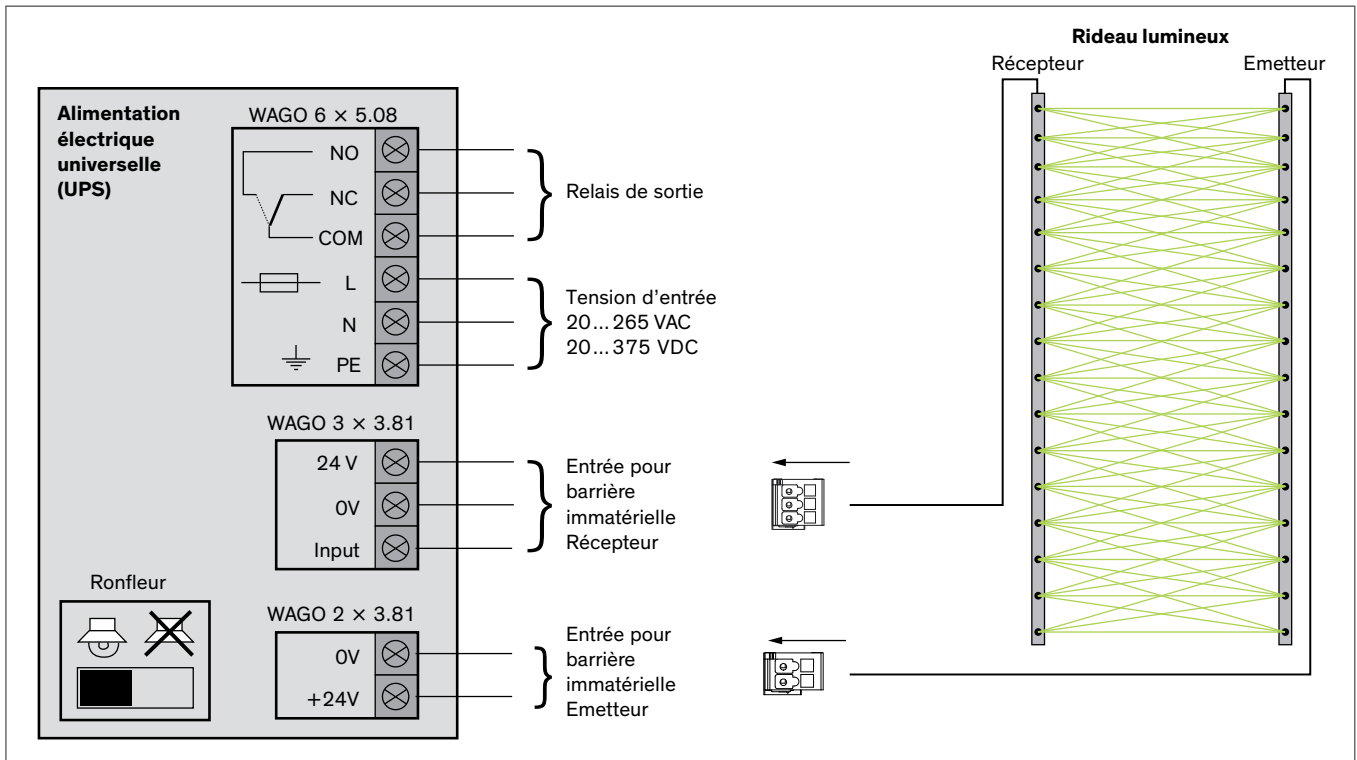 Rideau lumineux
Récepteur
Emetteur
Alimentation
électrique
universelle
(UPS)
WAGO 6 × 5.08
NO
NC
COM
L
N
PE
Relais de sortie
Tension d’entrée
20…265 VAC
20…375 VDC
WAGO 3 × 3.81
24 V
0V
Input
Entrée pour
barrière
immatérielle
Récepteur
Ronfleur
WAGO 2 × 3.81
0V
+24V
Entrée pour
barrière
immatérielle
Emetteur